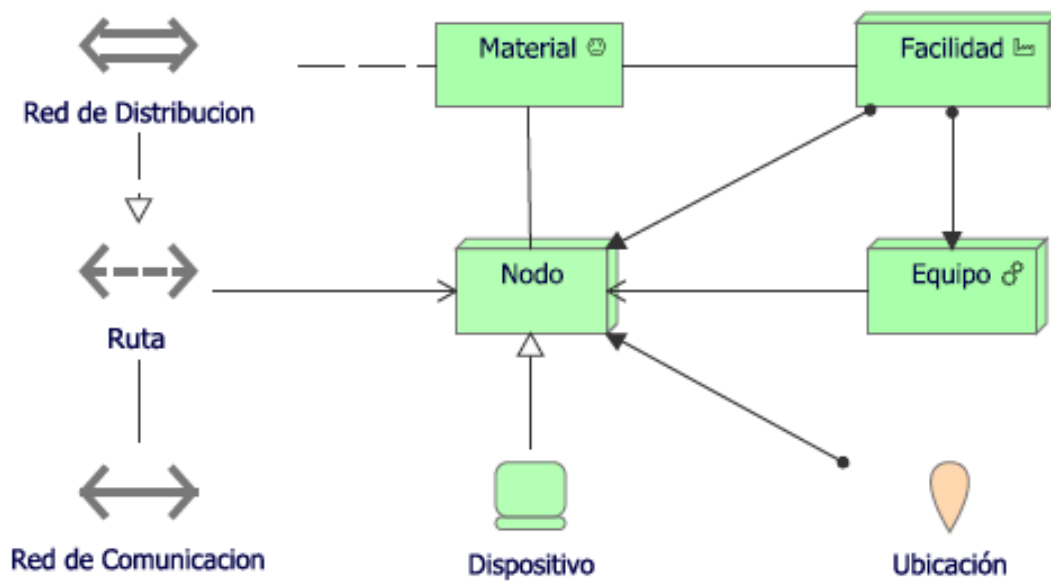 Material
Facilidad
Red de Distribucion
Nodo
Equipo
Ruta
Red de Comunicacion
Dispositivo
Ubicación